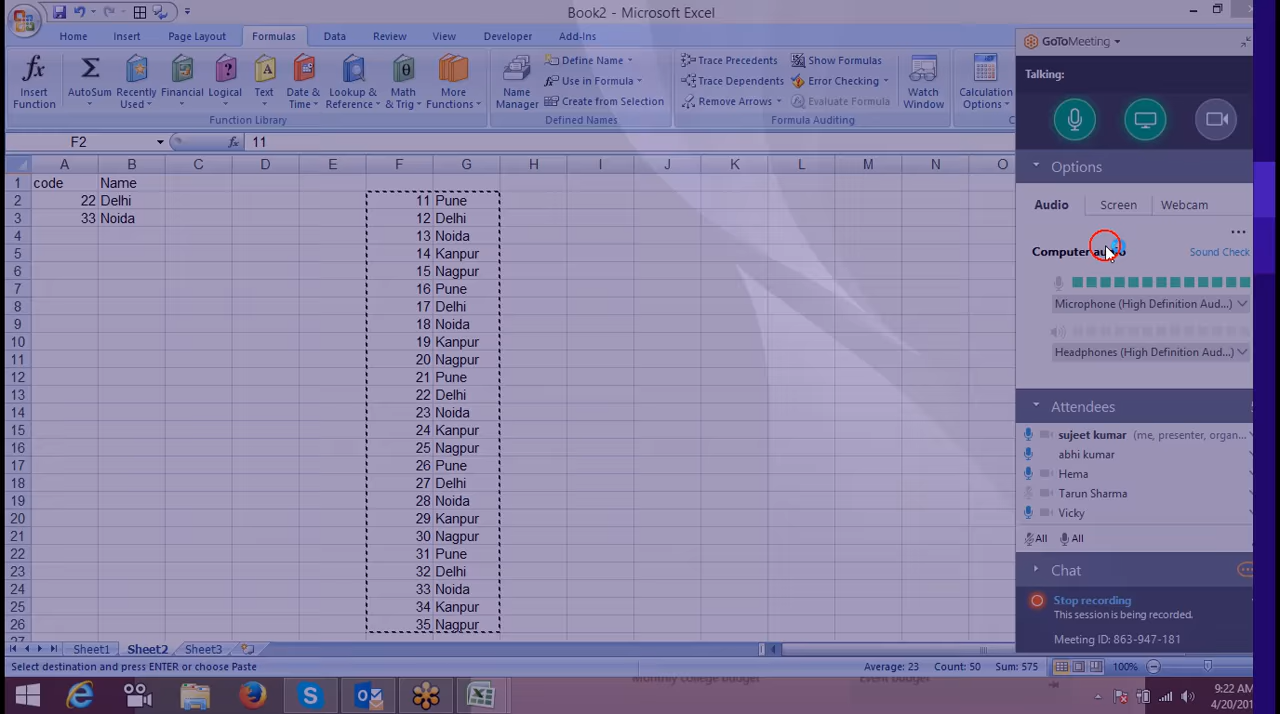 Book2 - Microsoft Excel
Home Insert Page Layout Formulas Data Review View Developer Add-Ins
Insert Function
AutoSum
Recently Used
Financial
Logical
Text
Date & Time
Lookup & Reference
Math & Trig
More Functions
Function Library
Name Manager
Define Name
Use in Formula
Create from Selection
Defined Names
Trace Precedents
Trace Dependents
Remove Arrows
Show Formulas
Error Checking
Evaluate Formula
Formula Auditing
Watch Window
Calculation Options
F2 fx 11
A B C D E F G H I J K L M N O
1 code Name
2 22 Delhi 11 Pune
3 33 Noida 12 Delhi
4 13 Noida
5 14 Kanpur
6 15 Nagpur
7 16 Pune
8 17 Delhi
9 18 Noida
10 19 Kanpur
11 20 Nagpur
12 21 Pune
13 22 Delhi
14 23 Noida
15 24 Kanpur
16 25 Nagpur
17 26 Pune
18 27 Delhi
19 28 Noida
20 29 Kanpur
21 30 Nagpur
22 31 Pune
23 32 Delhi
24 33 Noida
25 34 Kanpur
26 35 Nagpur
27
Sheet1 Sheet2 Sheet3
Select destination and press ENTER or choose Paste
Average: 23 Count: 50 Sum: 575 100%
GoToMeeting
Talking:
Options
Audio Screen Webcam
...
Computer audio Sound Check
Microphone (High Definition Aud...)
Headphones (High Definition Aud...)
Attendees
sujeet kumar (me, presenter, organ...
abhi kumar
Hema
Tarun Sharma
Vicky
All All
Chat
Stop recording
This session is being recorded.
Meeting ID: 863-947-181
Monthly college budget
Event budget
9:22 AM